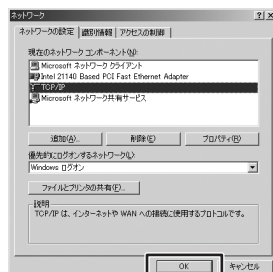 ネットワーク
ネットワークの設定 識別情報 アクセスの制御
現在のネットワーク コンポーネント(N):
Microsoft ネットワーク クライアント
Intel 21140 Based PCI Fast Ethernet Adapter
TCP/IP
Microsoft ネットワーク共有サービス
追加(A)... 削除(E) プロパティ(R)
優先的にログオンするネットワーク(L):
Windows ログオン
ファイルとプリンタの共有(F)...
説明
TCP/IP は、インターネットや WAN への接続に使用するプロトコルです。
OK キャンセル